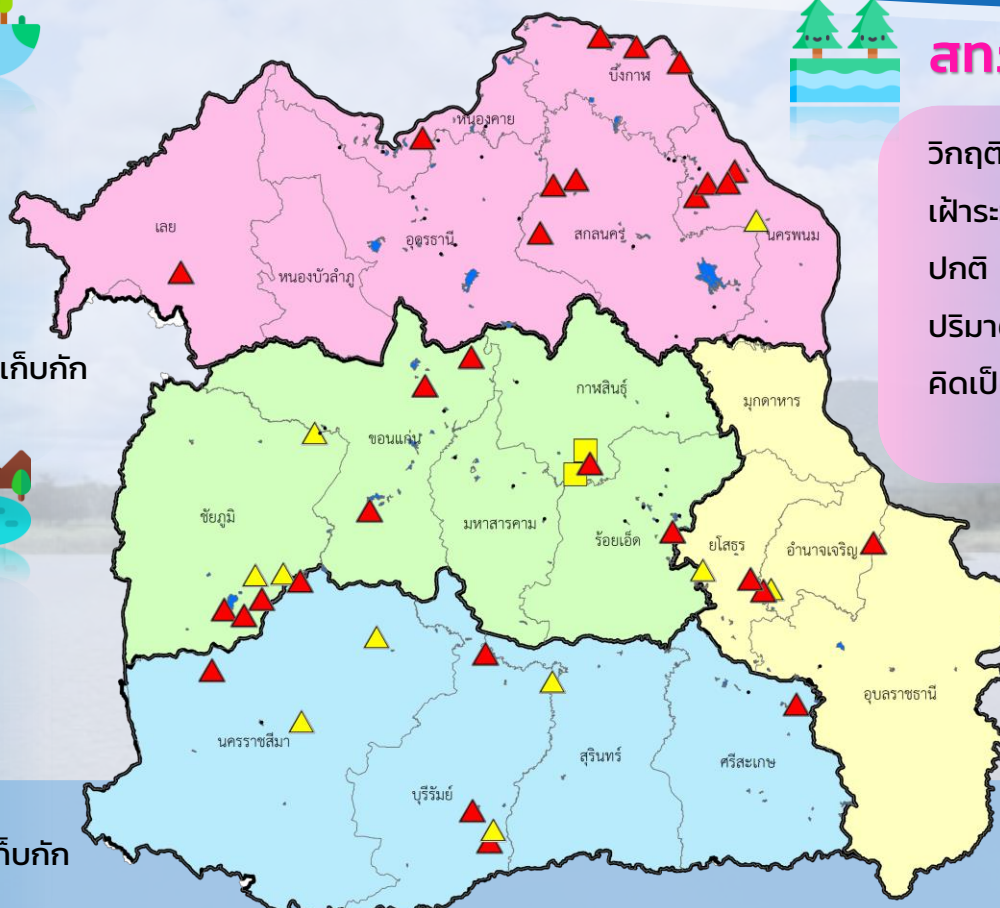 วิกฤติ
เฝ้าระ
ปกติ
คิดเป็
เก็บกัก
ก็บกัก
บึงกาฬ
หนองคาย
เลย
อุดรธานี
สกลนคร
นครพนม
หนองบัวลำภู
กาฬสินธุ์
มุกดาหาร
ขอนแก่น
ชัยภูมิ
มหาสารคาม
ร้อยเอ็ด
ยโสธร
อำนาจเจริญ
อุบลราชธานี
นครราชสีมา
บุรีรัมย์
สุรินทร์
ศรีสะเกษ